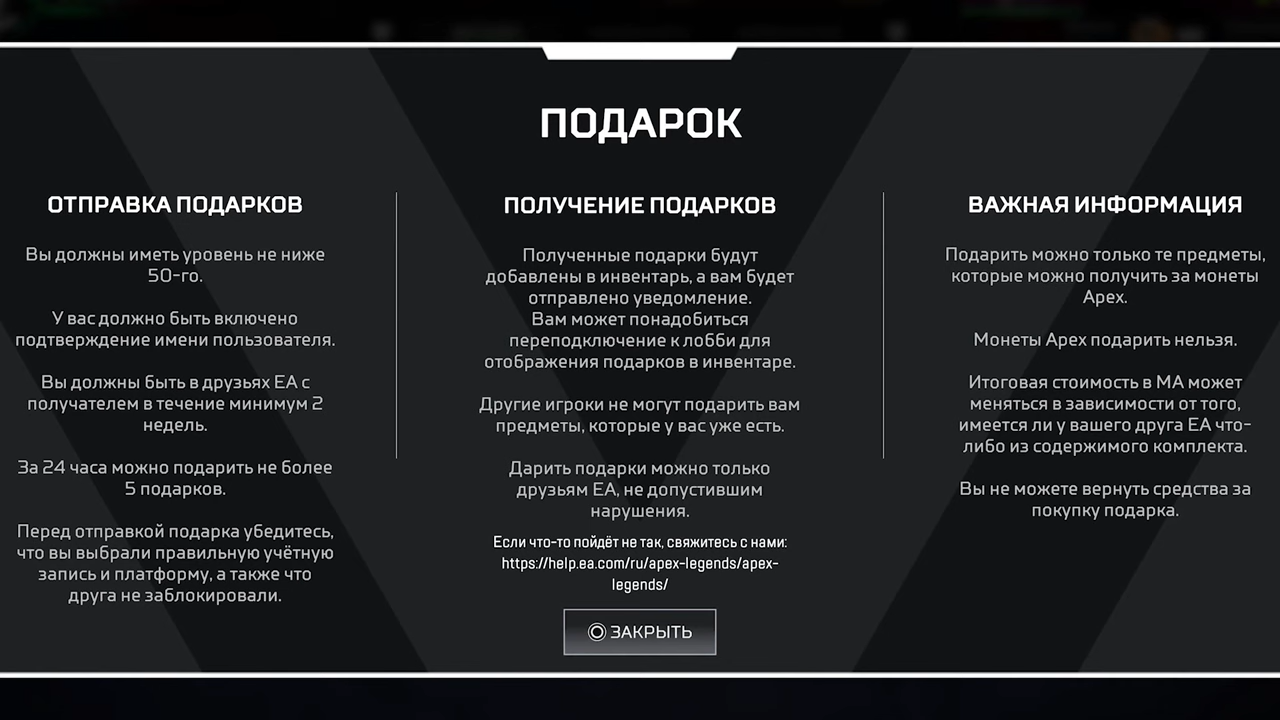 ПОДАРОК
ОТПРАВКА ПОДАРКОВ
Вы должны иметь уровень не ниже
50-го.
У вас должно быть включено
подтверждение имени пользователя.
Вы должны быть в друзьях EA с
получателем в течение минимум 2
недель.
За 24 часа можно подарить не более
5 подарков.
Перед отправкой подарка убедитесь,
что вы выбрали правильную учётную
запись и платформу, а также что
друга не заблокировали.
ПОЛУЧЕНИЕ ПОДАРКОВ
Полученные подарки будут
добавлены в инвентарь, а вам будет
отправлено уведомление.
Вам может понадобиться
переподключение к лобби для
отображения подарков в инвентаре.
Другие игроки не могут подарить вам
предметы, которые у вас уже есть.
Дарить подарки можно только
друзьям EA, не допустившим
нарушения.
Если что-то пойдёт не так, свяжитесь с нами:
https://help.ea.com/ru/apex-legends/apex-
legends/
ВАЖНАЯ ИНФОРМАЦИЯ
Подарить можно только те предметы,
которые можно получить за монеты
Apex.
Монеты Apex подарить нельзя.
Итоговая стоимость в МА может
меняться в зависимости от того,
имеется ли у вашего друга EA что-
либо из содержимого комплекта.
Вы не можете вернуть средства за
покупку подарка.
ЗАКРЫТЬ